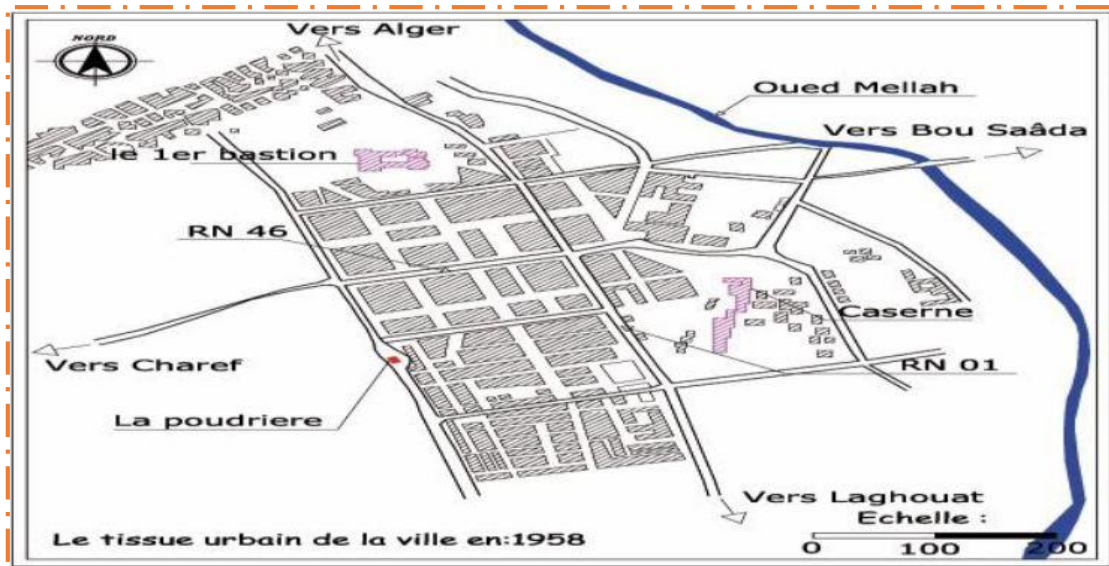 NORD
Vers Alger
Oued Mellah
Vers Bou Saâda
le 1er bastion
RN 46
Caserne
Vers Charef
RN 01
La poudriere
Vers Laghouat
Echelle :
Le tissue urbain de la ville en:1958
0 100 200